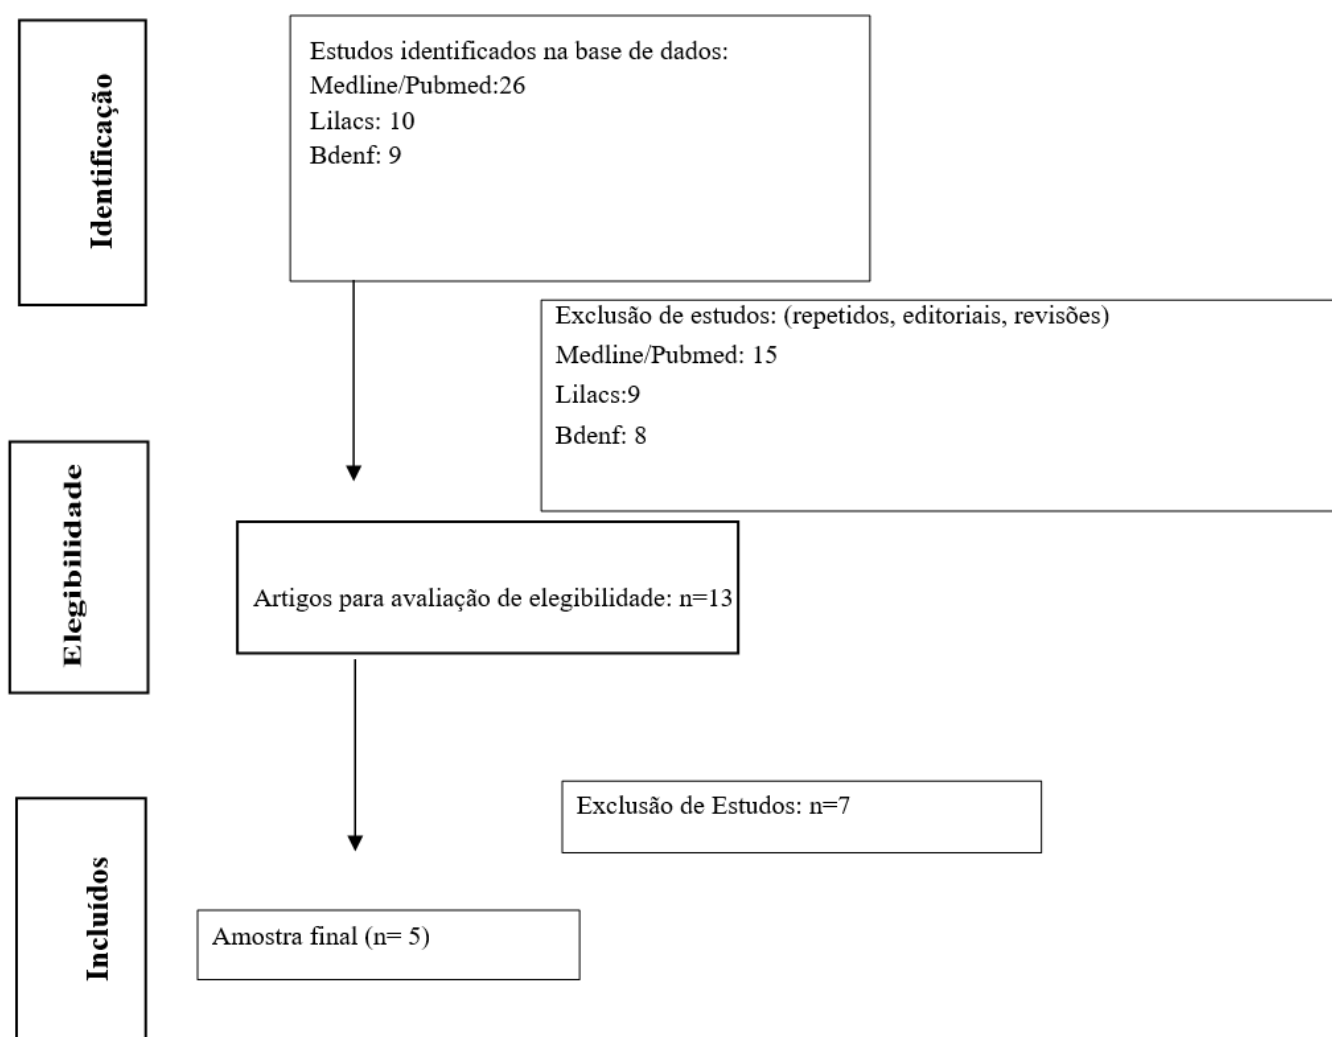 Identificação
Estudos identificados na base de dados:
Medline/Pubmed:26
Lilacs: 10
Bdenf: 9
Exclusão de estudos: (repetidos, editoriais, revisões)
Medline/Pubmed: 15
Lilacs:9
Bdenf: 8
Elegibilidade
Artigos para avaliação de elegibilidade: n=13
Exclusão de Estudos: n=7
Incluídos
Amostra final (n= 5)